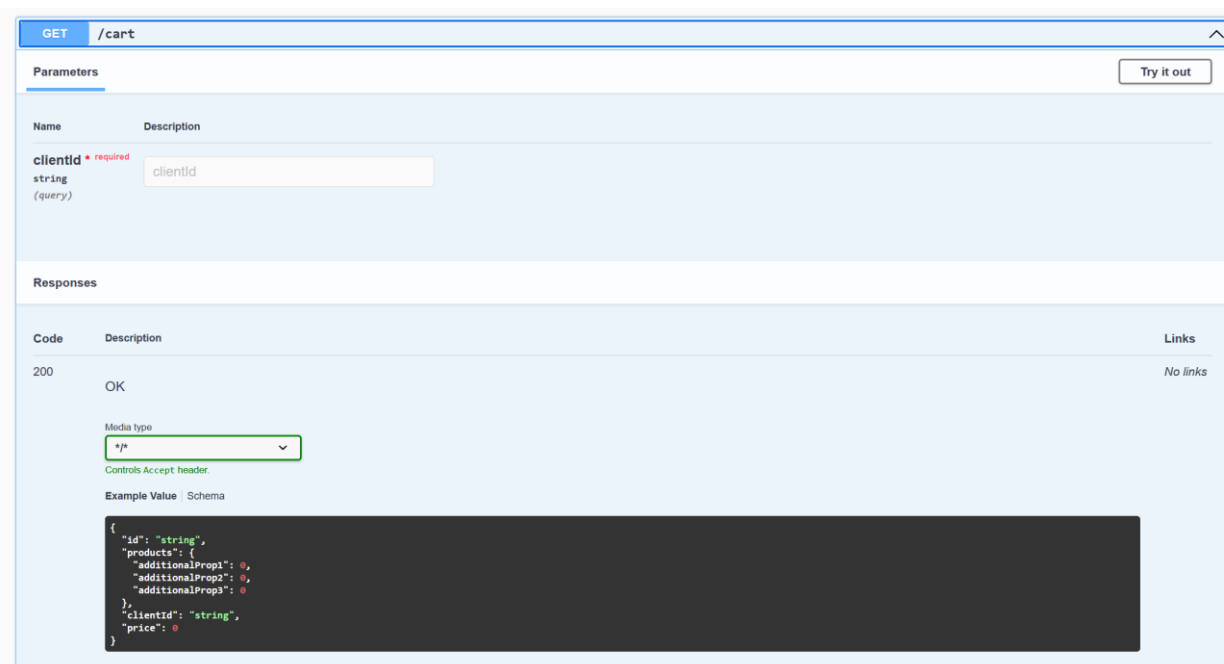 GET /cart
Parameters
Try it out
Name Description
clientId * required
string
(query)
clientId
Responses
Code Description Links
200
OK
No links
Media type
*/*
Controls Accept header.
Example Value Schema
{
  "id": "string",
  "products": {
    "additionalProp1": 0,
    "additionalProp2": 0,
    "additionalProp3": 0
  },
  "clientId": "string",
  "price": 0
}